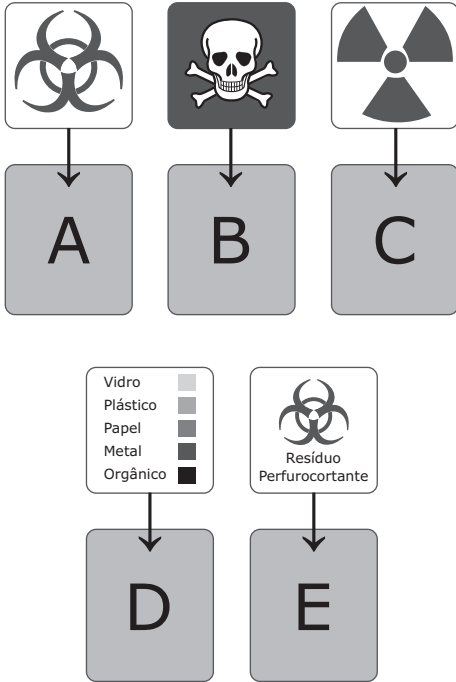 A
B
C
Vidro
Plástico
Papel
Metal
Orgânico
Resíduo
Perfurocortante
D
E